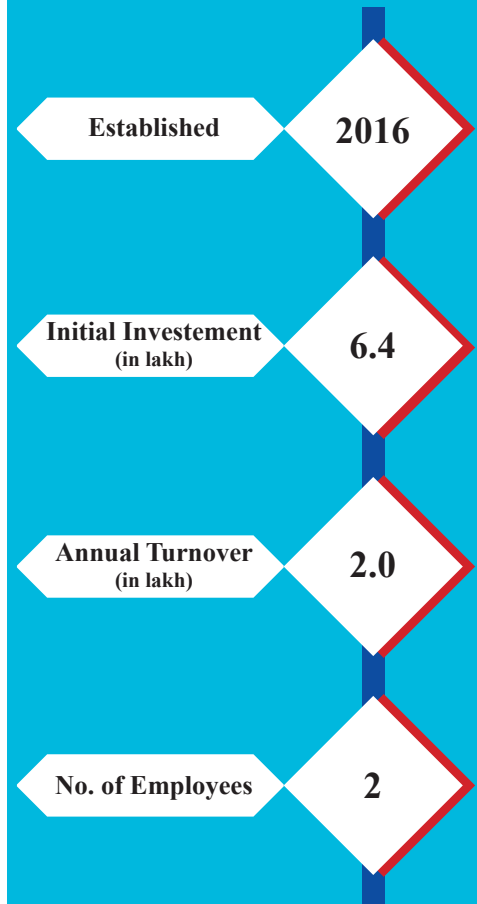 Established
2016
Initial Investement
(in lakh)
6.4
Annual Turnover
(in lakh)
2.0
No. of Employees
2